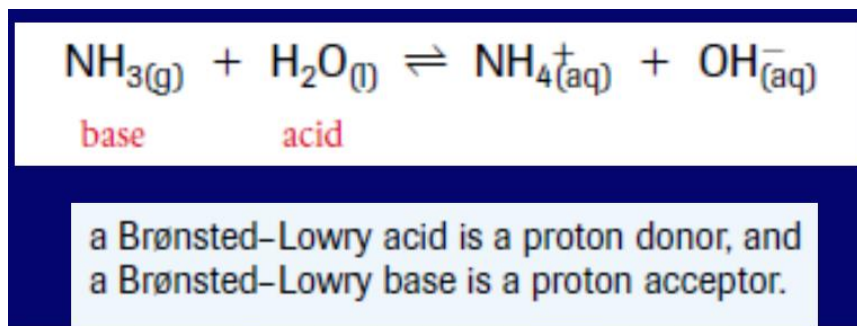 NH₃(g) + H₂O(l) ⇌ NH₄⁺(aq) + OH⁻(aq)
base acid
a Brønsted–Lowry acid is a proton donor, and
a Brønsted–Lowry base is a proton acceptor.